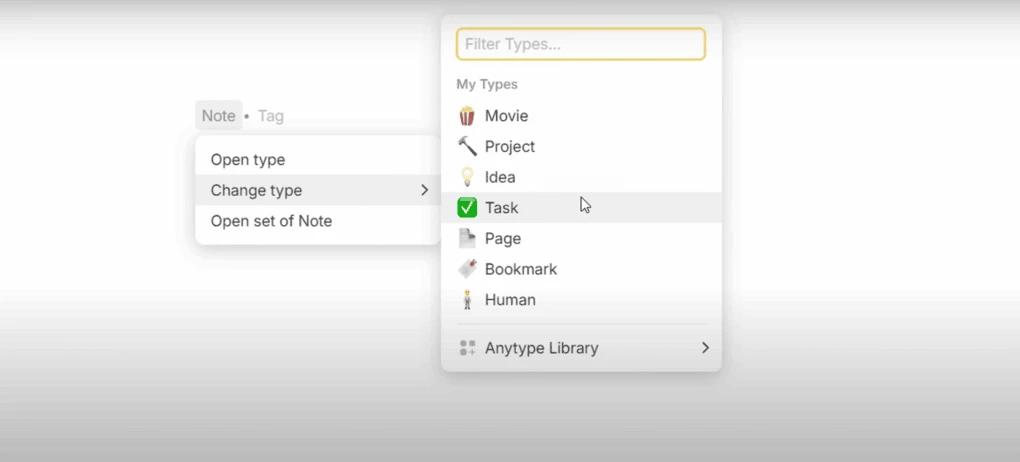 Note • Tag
Open type
Change type
Open set of Note
Filter Types...
My Types
Movie
Project
Idea
Task
Page
Bookmark
Human
Anytype Library